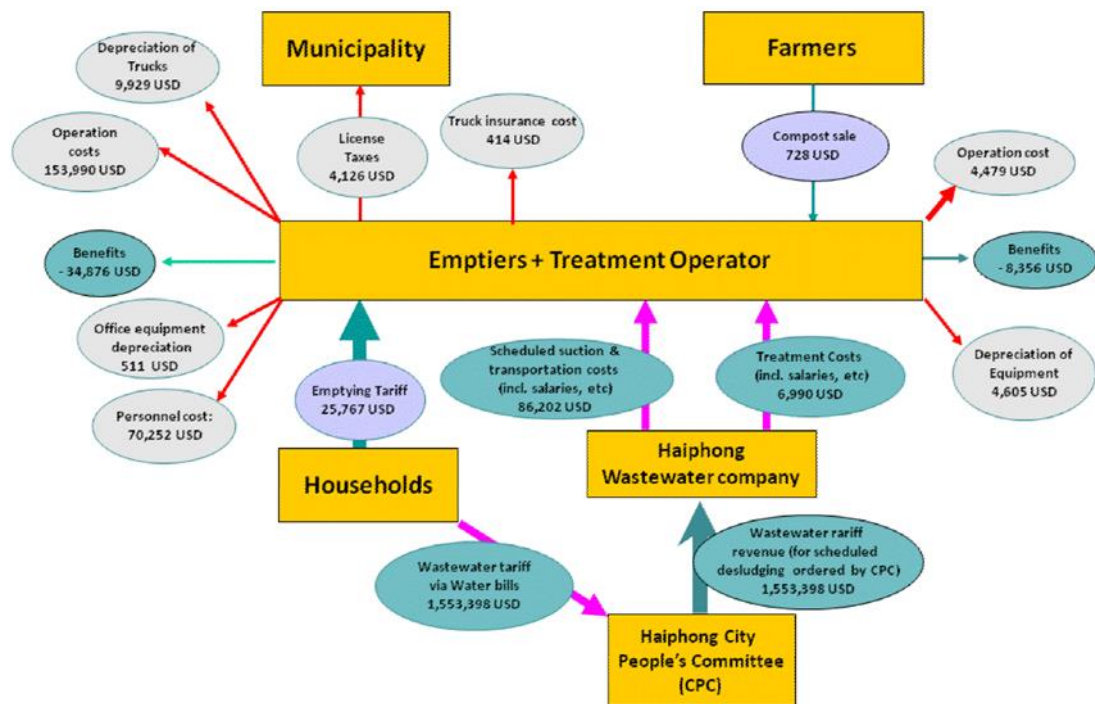 Municipality
Farmers
Depreciation of
Trucks
9,929 USD
Operation
costs
153,990 USD
License
Taxes
4,126 USD
Truck insurance cost
414 USD
Compost sale
728 USD
Operation cost
4,479 USD
Benefits
- 34,876 USD
Emptiers + Treatment Operator
Benefits
- 8,356 USD
Office equipment
depreciation
511 USD
Personnel cost:
70,252 USD
Emptying Tariff
25,767 USD
Scheduled suction &
transportation costs
(incl. salaries, etc)
86,202 USD
Treatment Costs
(incl. salaries, etc)
6,990 USD
Depreciation of
Equipment
4,605 USD
Households
Haiphong
Wastewater company
Wastewater tariff
via Water bills
1,553,398 USD
Wastewater rariff
revenue (for scheduled
desludging ordered by CPC)
1,553,398 USD
Haiphong City
People's Committee
(CPC)